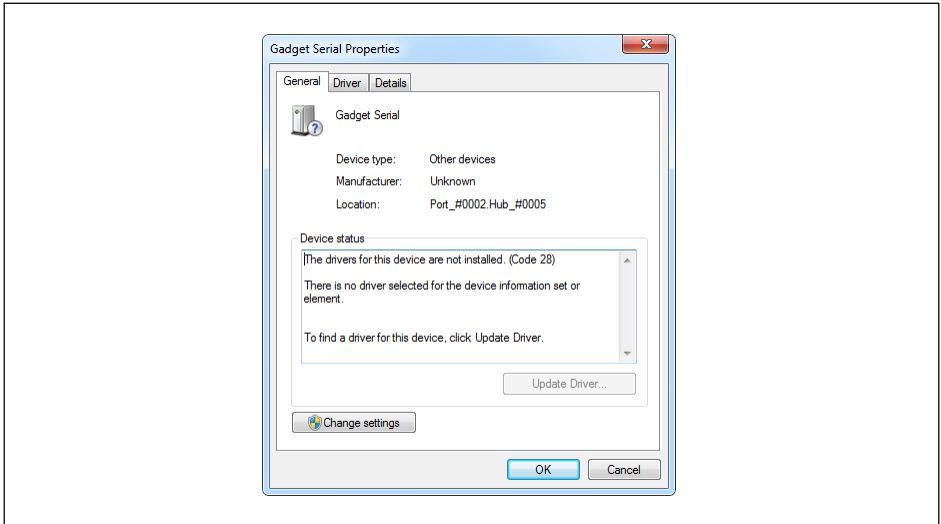 Gadget Serial Properties
General Driver Details
Gadget Serial
Device type: Other devices
Manufacturer: Unknown
Location: Port_#0002.Hub_#0005
Device status
The drivers for this device are not installed. (Code 28)
There is no driver selected for the device information set or
element.
To find a driver for this device, click Update Driver.
Update Driver...
Change settings
OK Cancel